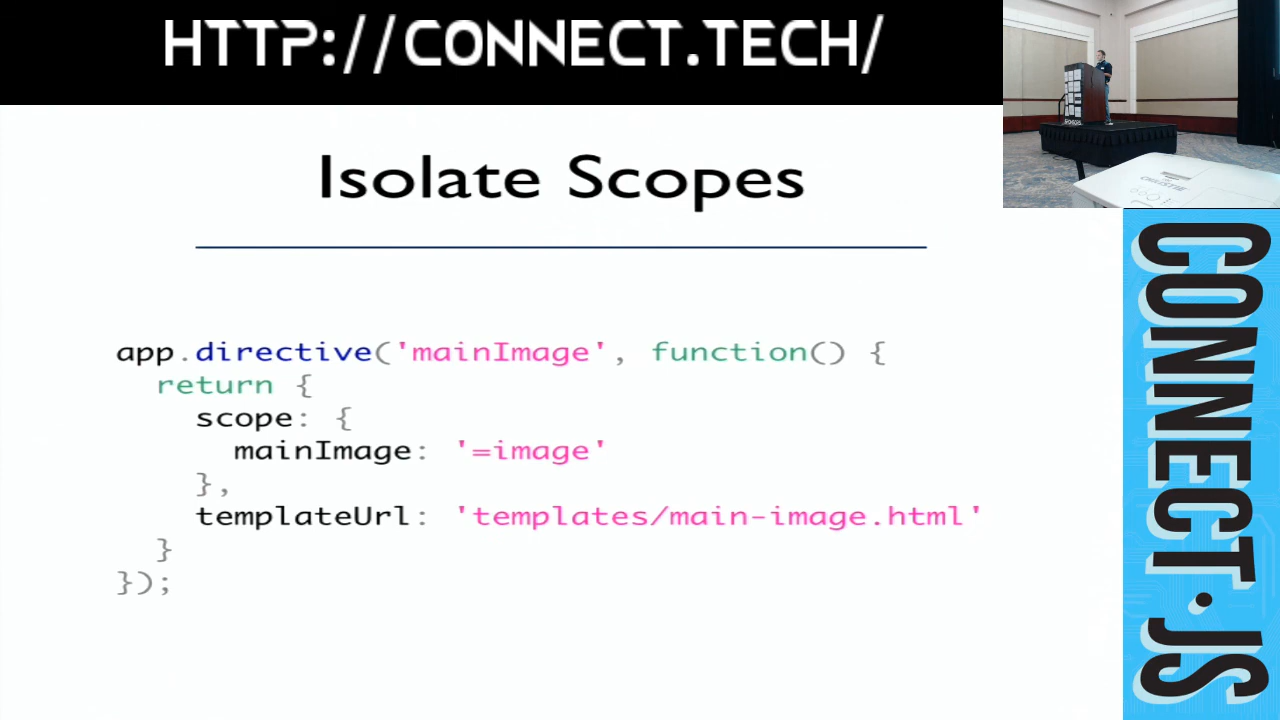 HTTP://CONNECT.TECH/
Isolate Scopes
app.directive('mainImage', function() {
return {
scope: {
mainImage: '=image'
},
templateUrl: 'templates/main-image.html'
}
});
CHRISTIE
CONNECT.JS